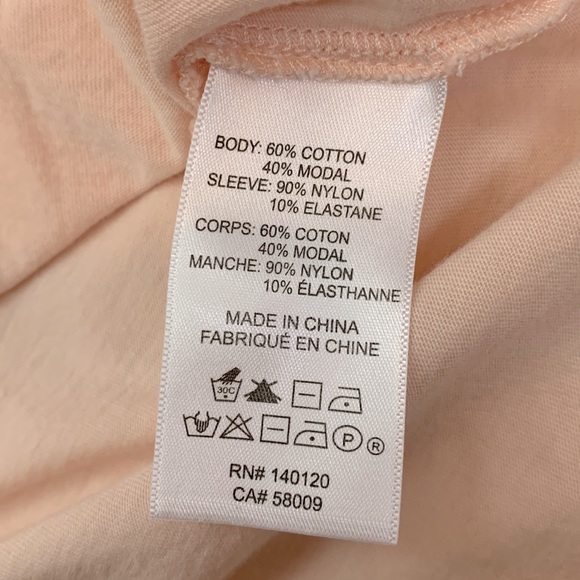 BODY: 60% COTTON
40% MODAL
SLEEVE: 90% NYLON
10% ELASTANE
CORPS: 60% COTON
40% MODAL
MANCHE: 90% NYLON
10% ÉLASTHANNE
MADE IN CHINA
FABRIQUÉ EN CHINE
30C
P ®
RN# 140120
CA# 58009